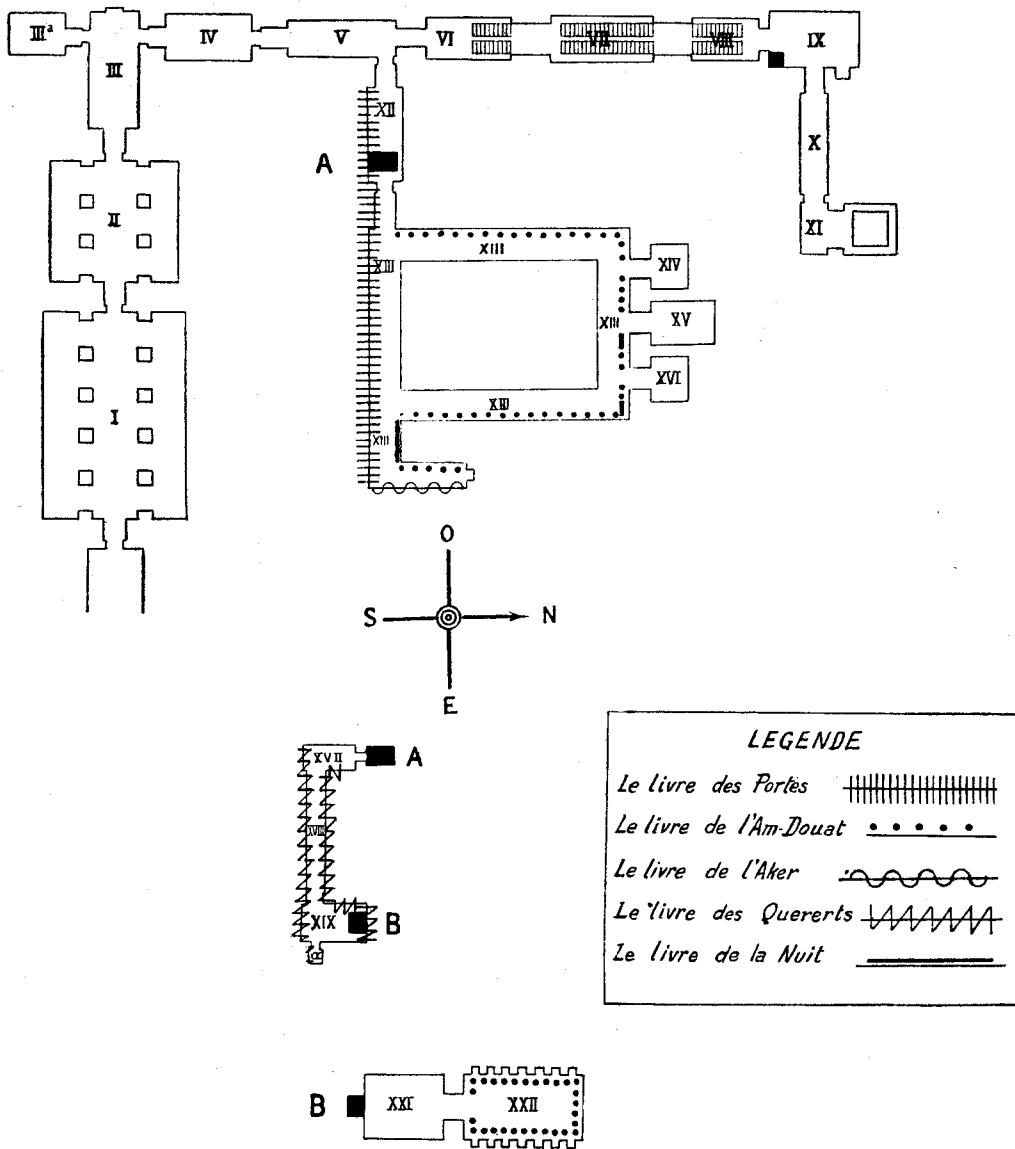 IIIª
IV
V
VI
VII
VIII
IX
III
XII
X
A
II
XI
XIII
XIII
XIV
XIII
XV
I
XIII
XVI
XIII
O
S
N
E
XVII
A
XVIII
XIX
B
B
XXI
XXII
LEGENDE
Le livre des Portes
Le livre de l'Am-Douat
Le livre de l'Aker
Le livre des Quererts
Le livre de la Nuit